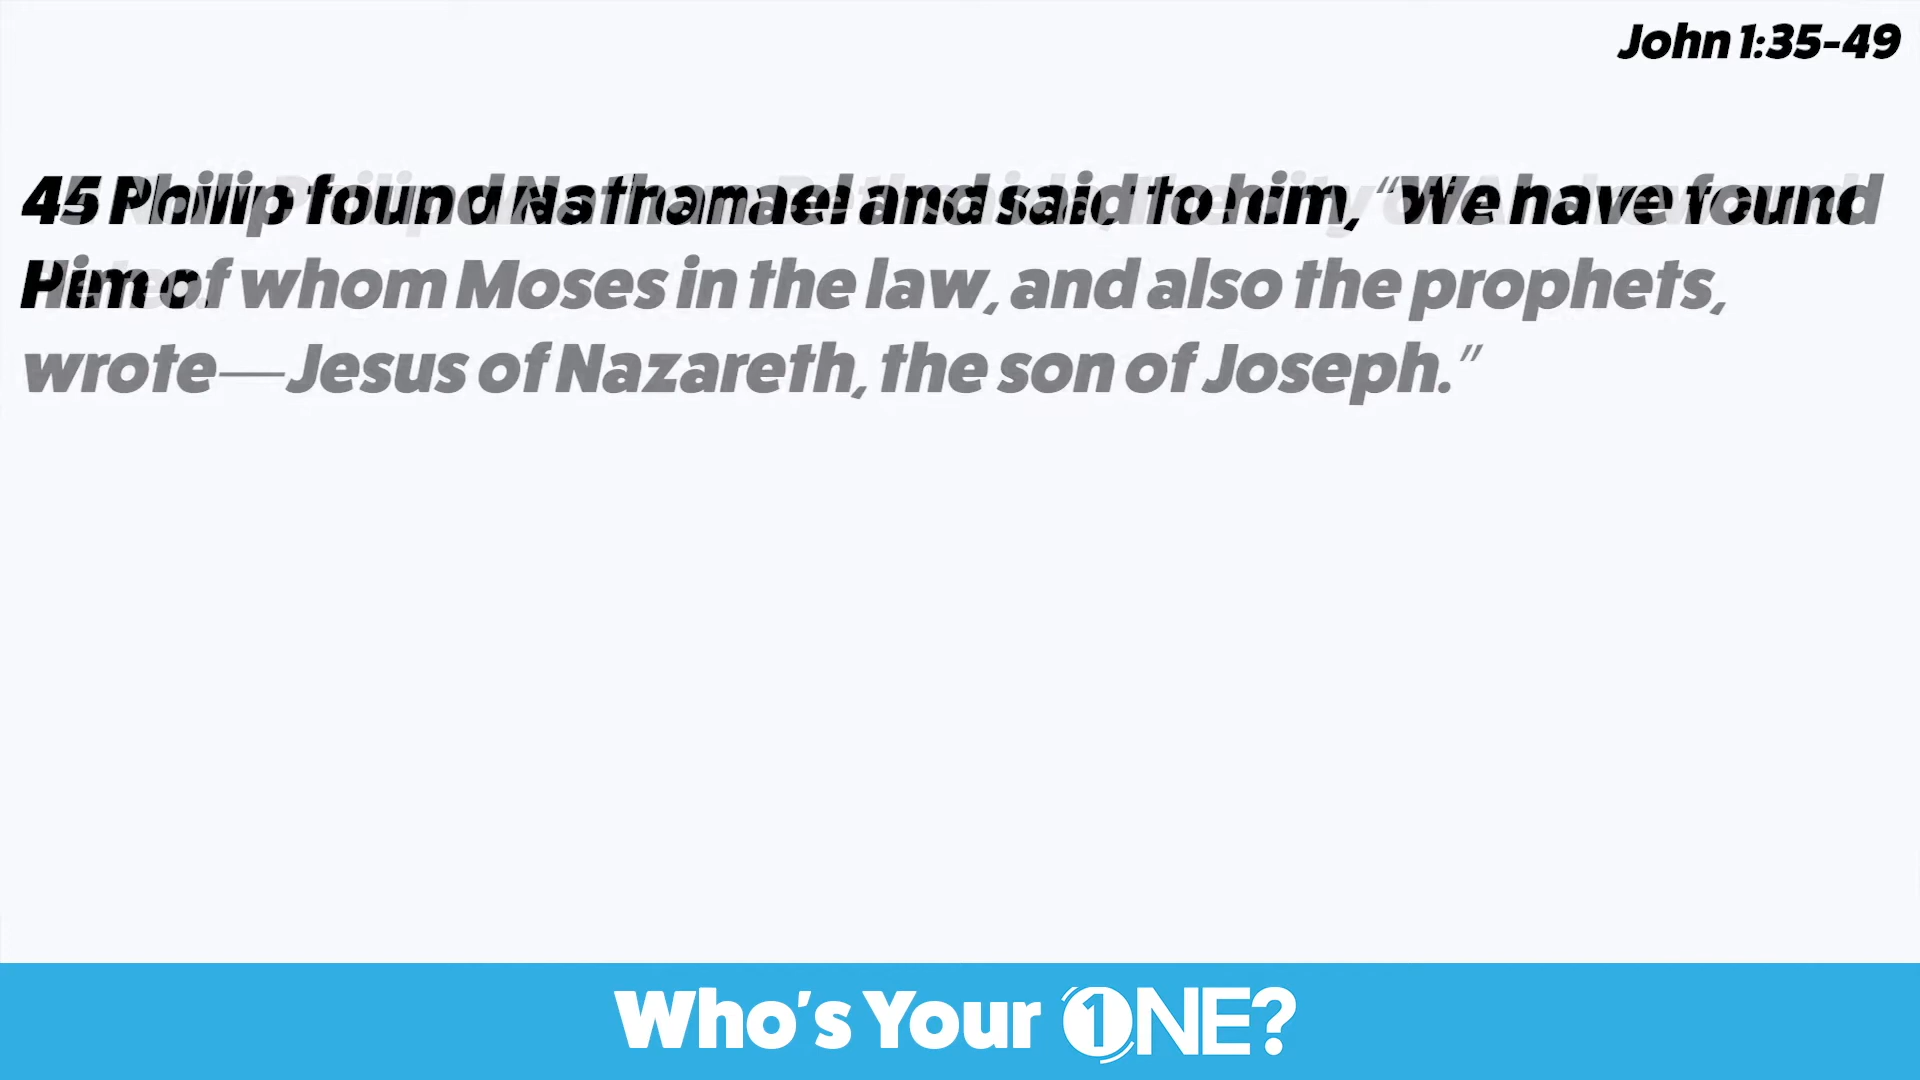 John 1:35-49
45 Philip found Nathanael and said to him, “We have found
Him of whom Moses in the law, and also the prophets,
wrote—Jesus of Nazareth, the son of Joseph.”
Who's Your ONE?